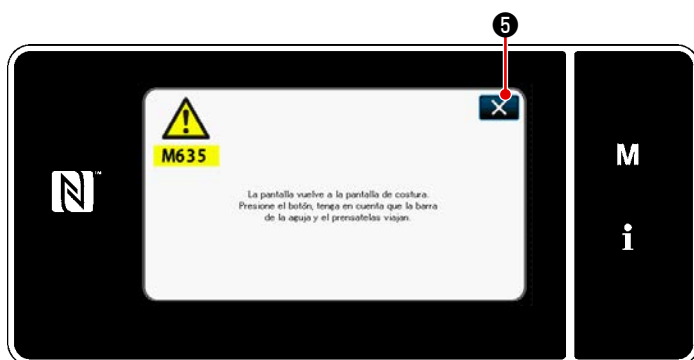 ❺
M635
La pantalla vuelve a la pantalla de costura.
Presione el botón, tenga en cuenta que la barra
de la aguja y el prensatelas viajan.
M
i